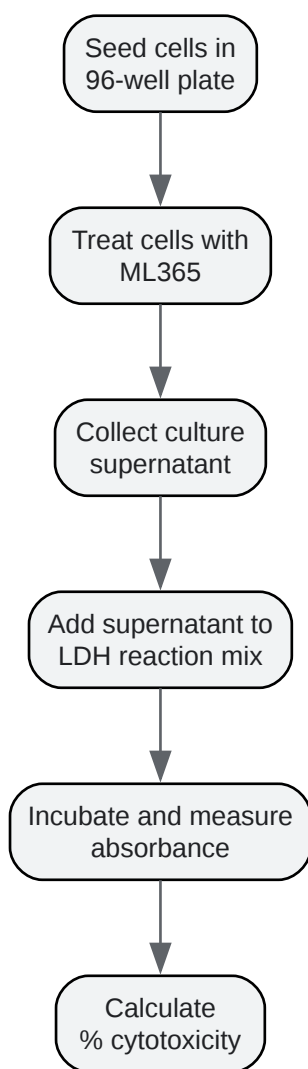 Seed cells in
96-well plate
Treat cells with
ML365
Collect culture
supernatant
Add supernatant to
LDH reaction mix
Incubate and measure
absorbance
Calculate
% cytotoxicity